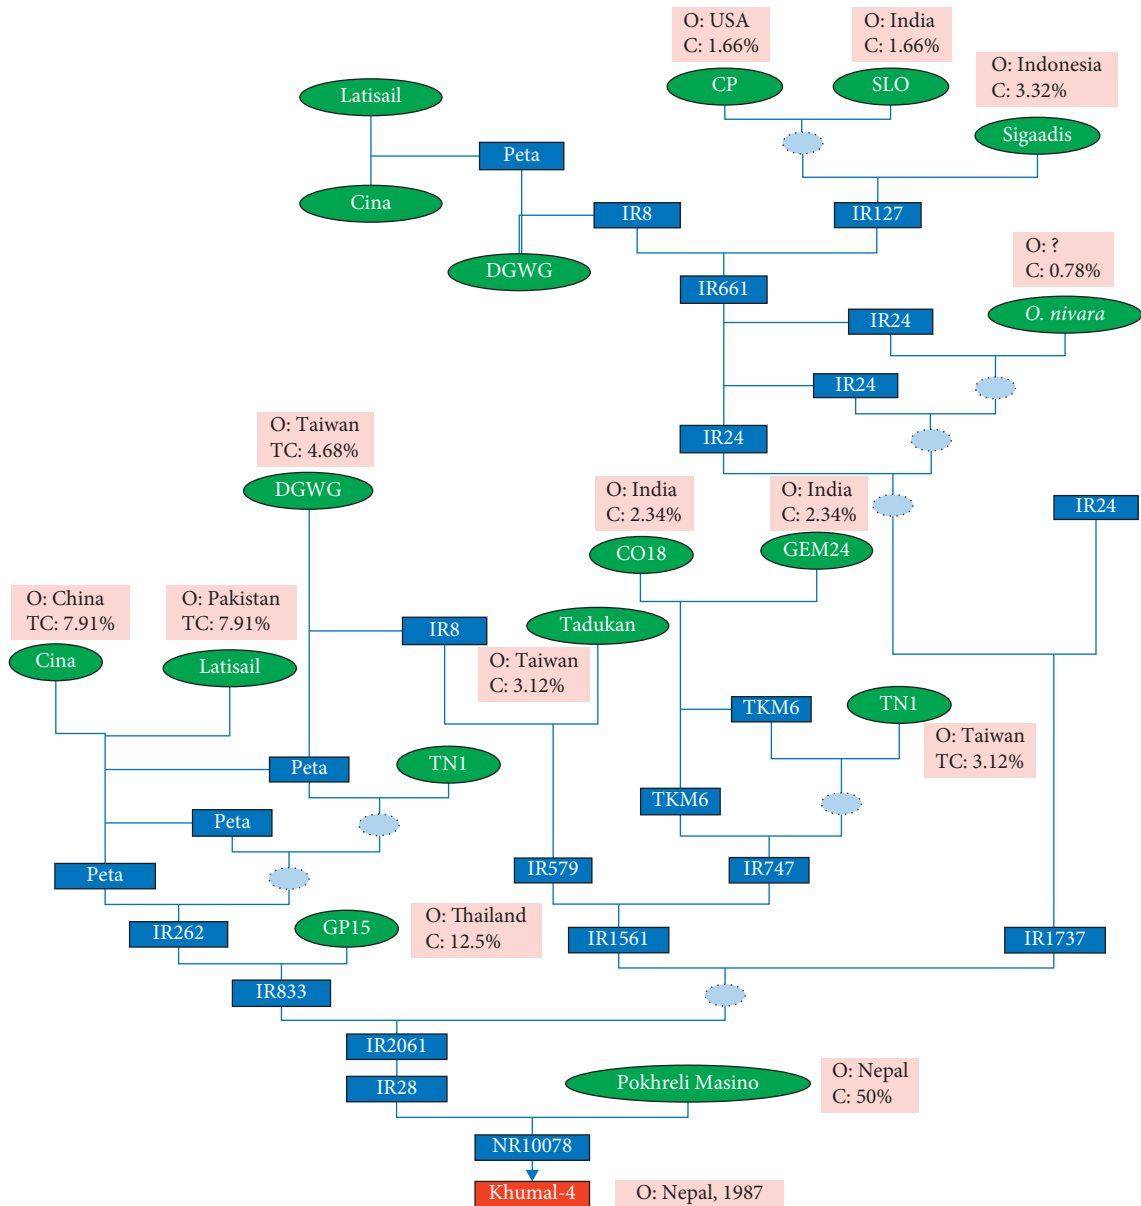 O: USA
C: 1.66%
O: India
C: 1.66%
O: Indonesia
C: 3.32%
CP
SLO
Latisail
Sigaadis
Peta
Cina
IR8
IR127
O: ?
C: 0.78%
DGWG
IR661
IR24
O. nivara
IR24
O: Taiwan
TC: 4.68%
IR24
DGWG
O: India
C: 2.34%
O: India
C: 2.34%
IR24
CO18
GEM24
O: China
TC: 7.91%
O: Pakistan
TC: 7.91%
IR8
Tadukan
Cina
Latisail
O: Taiwan
C: 3.12%
TKM6
TN1
O: Taiwan
TC: 3.12%
Peta
TN1
TKM6
Peta
Peta
IR579
IR747
IR262
GP15
O: Thailand
C: 12.5%
IR1561
IR1737
IR833
IR2061
IR28
Pokhreli Masino
O: Nepal
C: 50%
NR10078
Khumal-4
O: Nepal, 1987